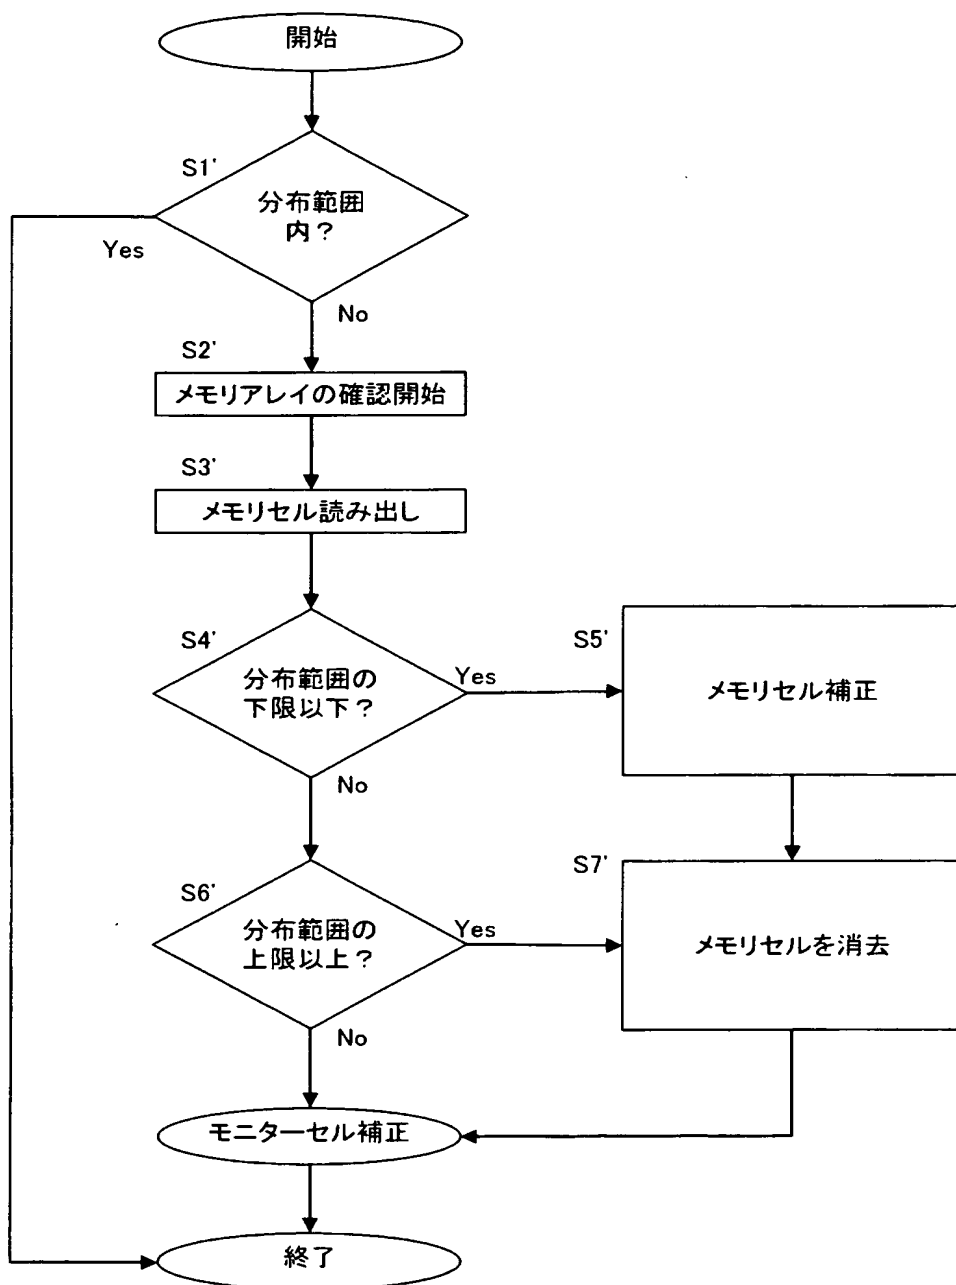 開始
S1'
分布範囲
内？
Yes
No
S2'
メモリアレイの確認開始
S3'
メモリセル読み出し
S4'
分布範囲の
下限以下？
Yes
No
S5'
メモリセル補正
S6'
分布範囲の
上限以上？
Yes
No
S7'
メモリセルを消去
モニターセル補正
終了